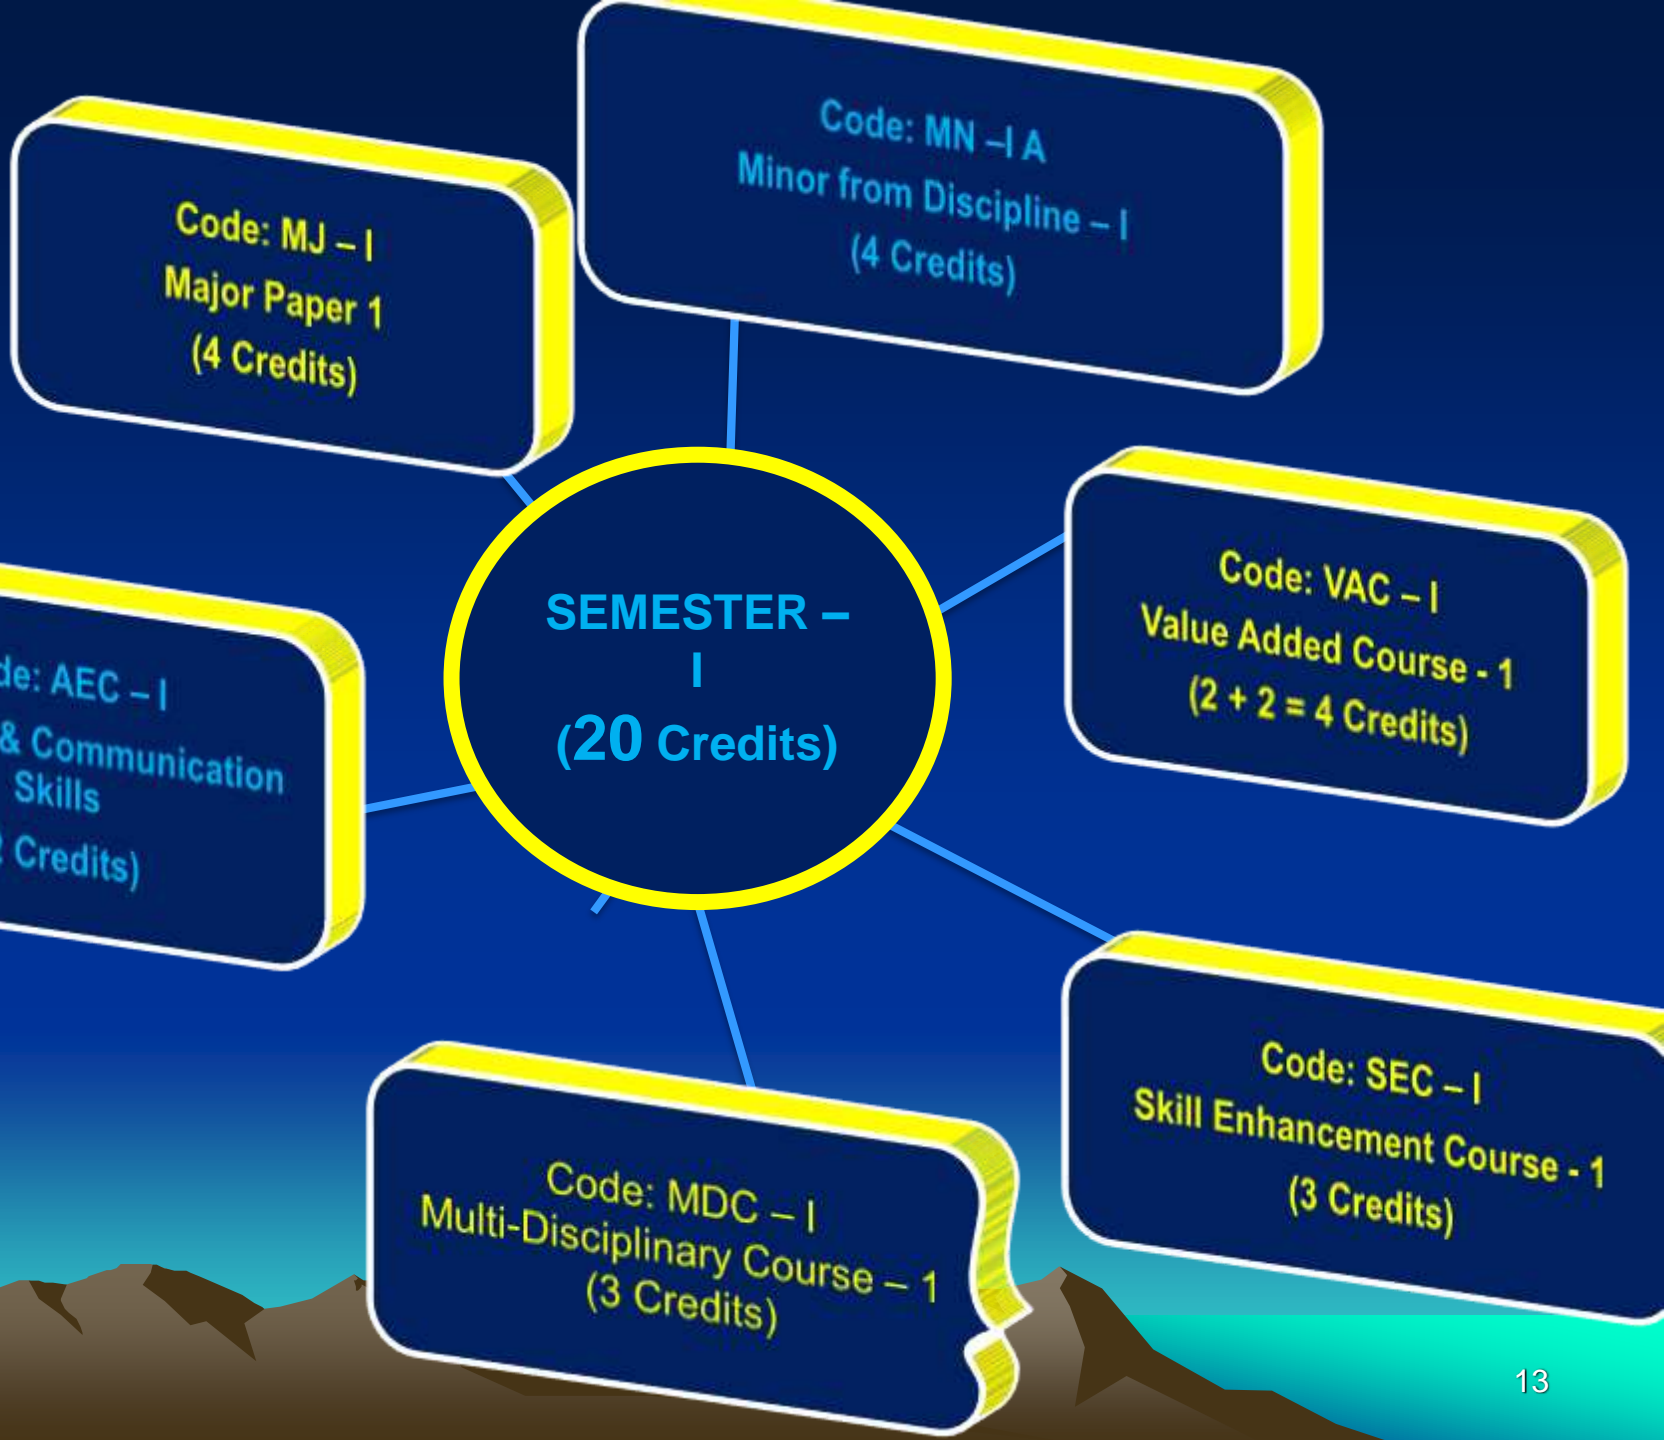 Code: MN –I A
Minor from Discipline – I
(4 Credits)
Code: MJ – I
Major Paper 1
(4 Credits)
Code: VAC – I
Value Added Course - 1
(2 + 2 = 4 Credits)
SEMESTER –
I
(20 Credits)
de: AEC – I
& Communication
Skills
Credits)
Code: SEC – I
Skill Enhancement Course - 1
(3 Credits)
Code: MDC – I
Multi-Disciplinary Course – 1
(3 Credits)
13